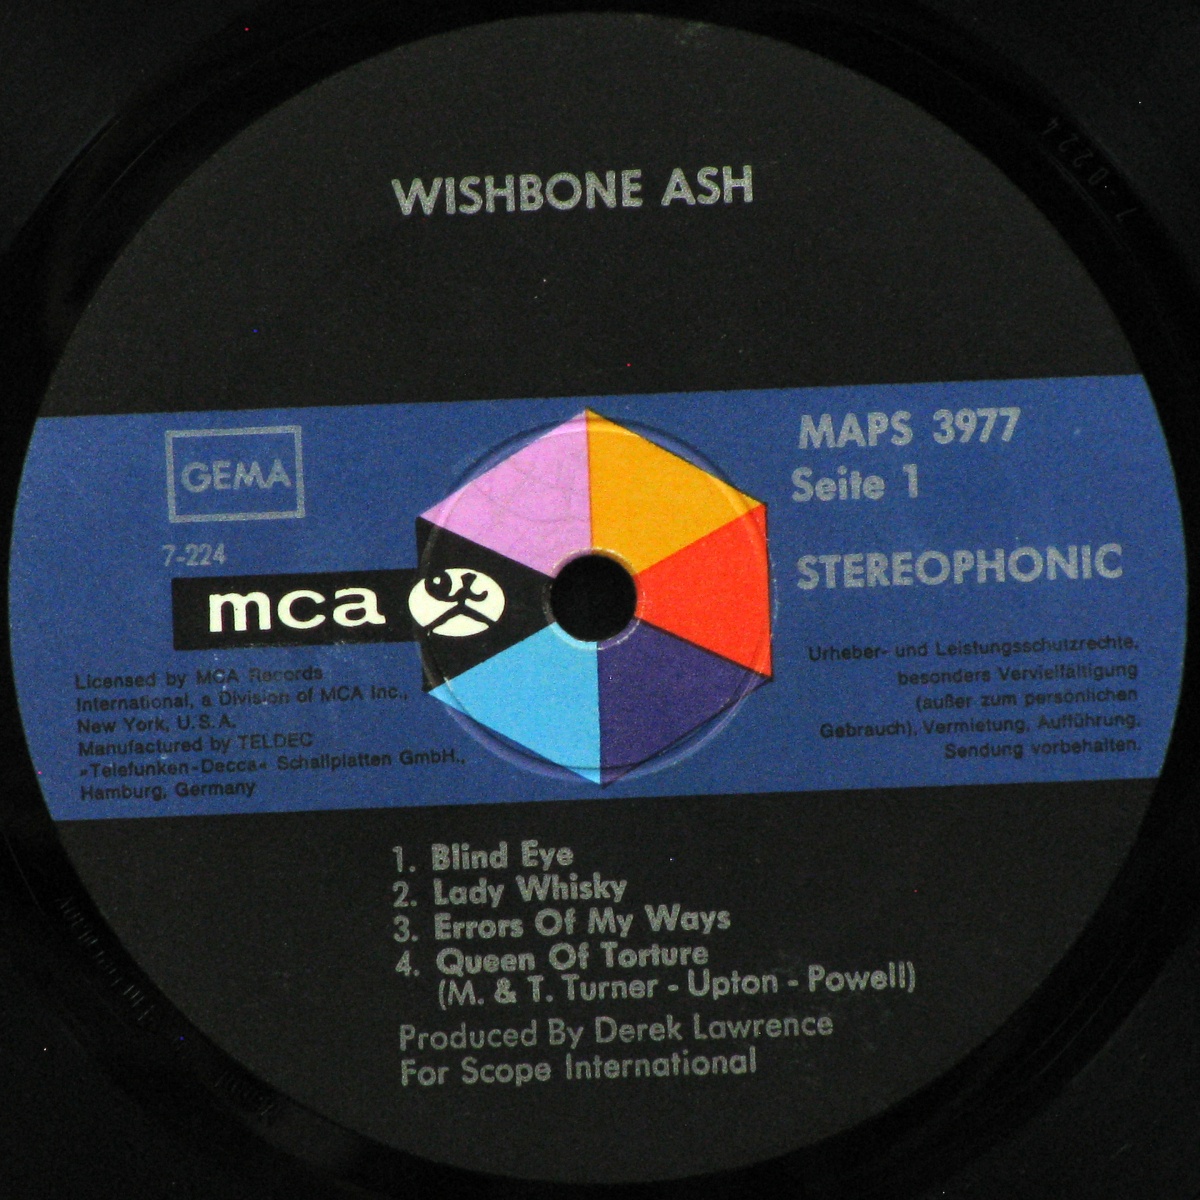 WISHBONE ASH
GEMA
7-224
mca
MAPS 3977
Seite 1
STEREOPHONIC
Licensed by MCA Records
International, a Division of MCA Inc.,
New York, U.S.A.
Manufactured by TELDEC
»Telefunken-Decca« Schallplatten GmbH.,
Hamburg, Germany
Urheber- und Leistungsschutzrechte,
besonders Vervielfältigung
(außer zum persönlichen
Gebrauch), Vermietung, Aufführung,
Sendung vorbehalten.
1. Blind Eye
2. Lady Whisky
3. Errors Of My Ways
4. Queen Of Torture
(M. & T. Turner - Upton - Powell)
Produced By Derek Lawrence
For Scope International